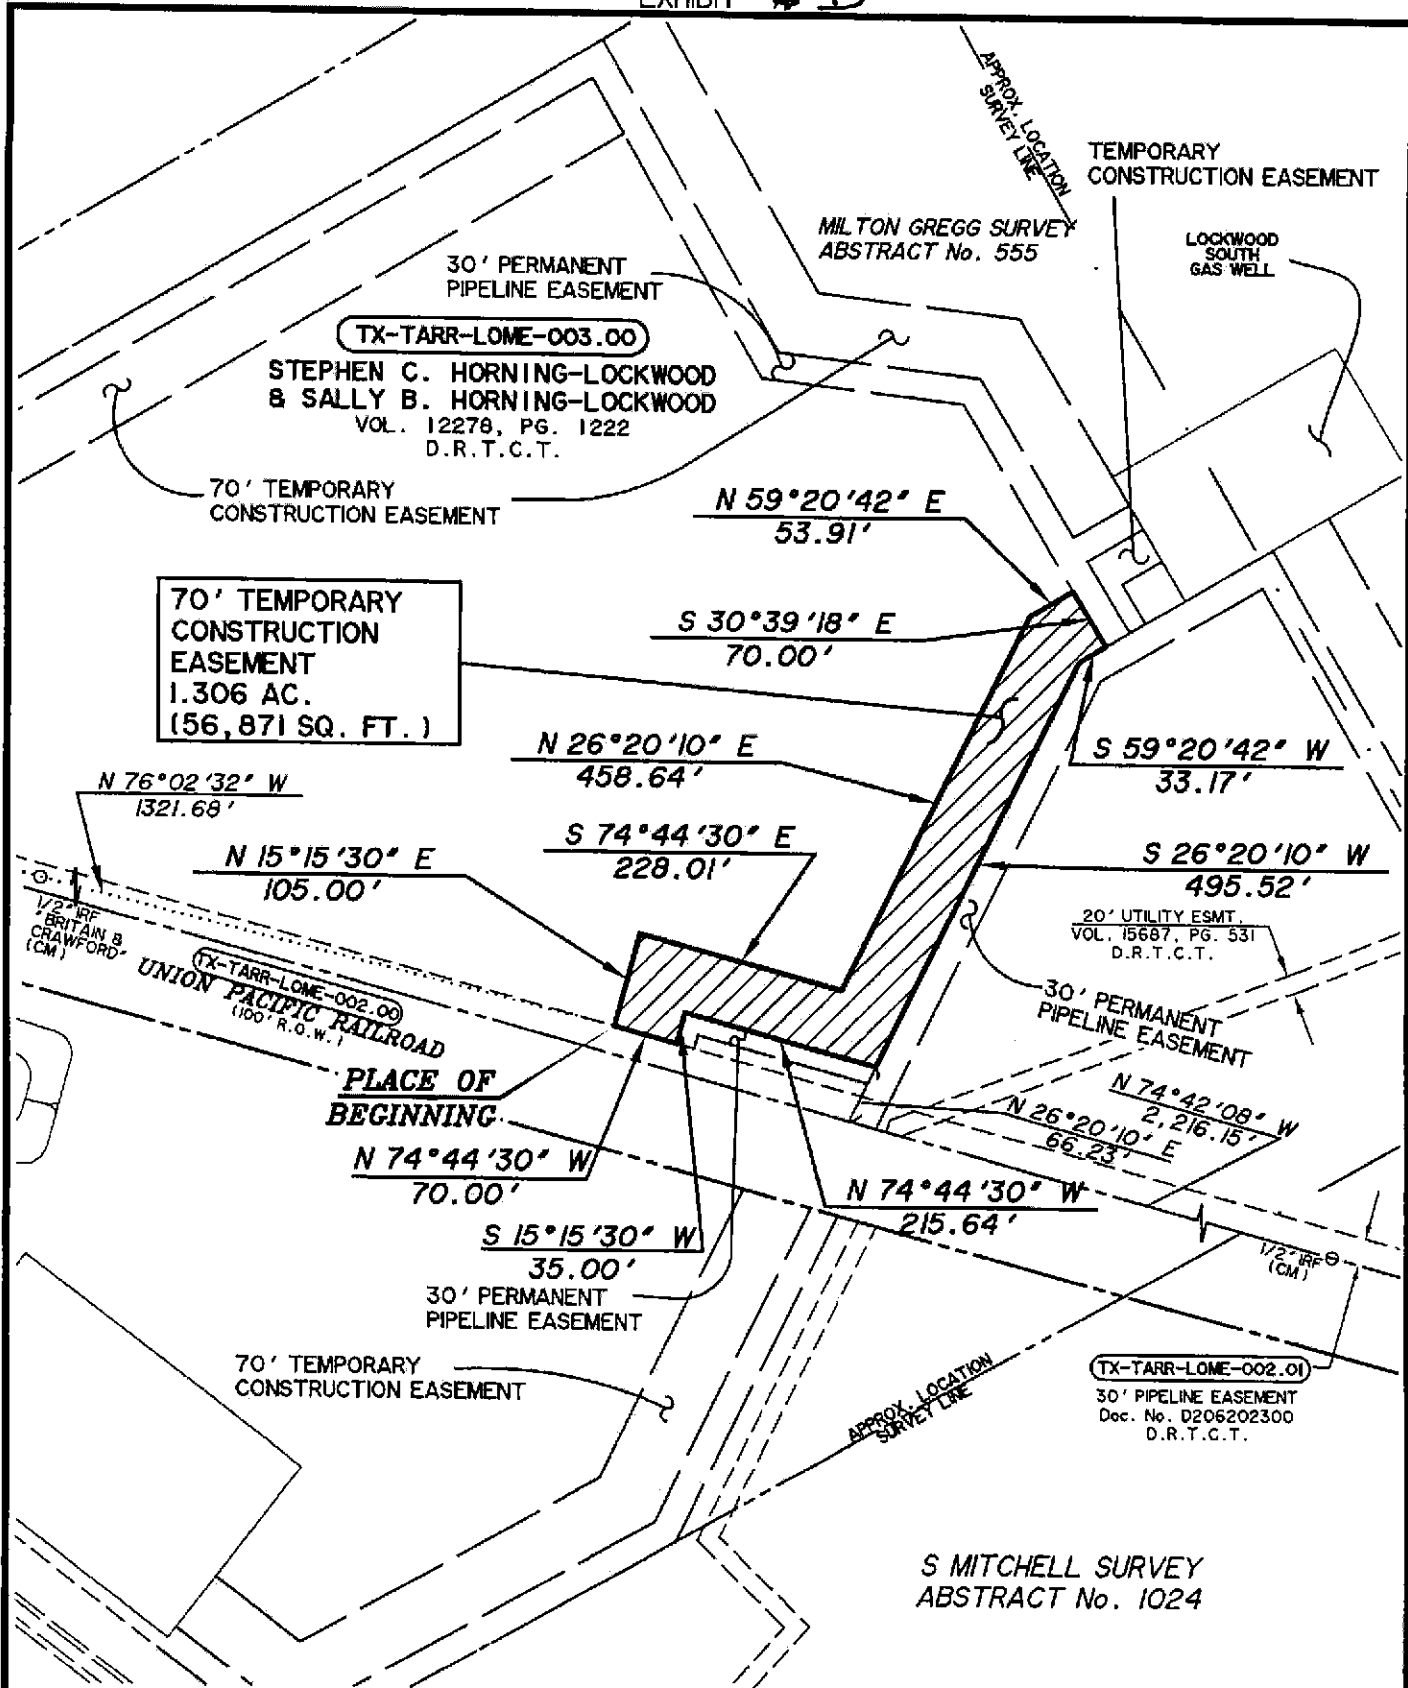 EXHIBIT
APPROX. LOCATION
SURVEY LINE
TEMPORARY
CONSTRUCTION EASEMENT
MILTON GREGG SURVEY
ABSTRACT No. 555
LOCKWOOD
SOUTH
GAS WELL
30' PERMANENT
PIPELINE EASEMENT
TX-TARR-LOME-003.00
STEPHEN C. HORNING-LOCKWOOD
& SALLY B. HORNING-LOCKWOOD
VOL. 12278, PG. 1222
D.R.T.C.T.
70' TEMPORARY
CONSTRUCTION EASEMENT
N 59°20'42" E
53.91'
70' TEMPORARY
CONSTRUCTION
EASEMENT
1.306 AC.
(56,871 SQ. FT.)
S 30°39'18" E
70.00'
N 26°20'10" E
458.64'
S 59°20'42" W
33.17'
N 76°02'32" W
1321.68'
S 74°44'30" E
228.01'
N 15°15'30" E
105.00'
S 26°20'10" W
495.52'
1/2" IRF
"BRITAIN &
CRAWFORD"
(CM)
20' UTILITY ESMT.
VOL. 15687, PG. 531
D.R.T.C.T.
TX-TARR-LOME-002.00
UNION PACIFIC RAILROAD
(100' R.O.W.)
30' PERMANENT
PIPELINE EASEMENT
PLACE OF
BEGINNING
N 74°42'08" W
2,216.15'
N 26°20'10" E
66.23'
N 74°44'30" W
70.00'
N 74°44'30" W
215.64'
S 15°15'30" W
35.00'
1/2" IRF
(CM)
30' PERMANENT
PIPELINE EASEMENT
70' TEMPORARY
CONSTRUCTION EASEMENT
APPROX. LOCATION
SURVEY LINE
TX-TARR-LOME-002.01
30' PIPELINE EASEMENT
Doc. No. D206202300
D.R.T.C.T.
S MITCHELL SURVEY
ABSTRACT No. 1024